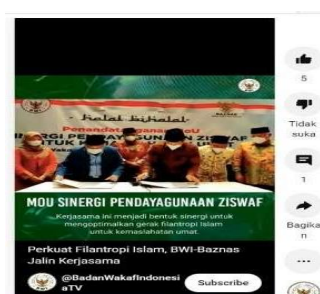 Halal BiHalal
Penandatanganan MoU
SINERGI PENDAYAGUNAAN ZISWAF
MOU SINERGI PENDAYAGUNAAN ZISWAF
Kerjasama ini menjadi bentuk sinergi untuk
mengoptimalkan gerak filantropi Islam
untuk kemaslahatan umat.
Perkuat Filantropi Islam, BWI-Baznas
Jalin Kerjasama
@BadanWakafIndonesi
aTV
Subscribe
5
Tidak
suka
1
Bagika
n